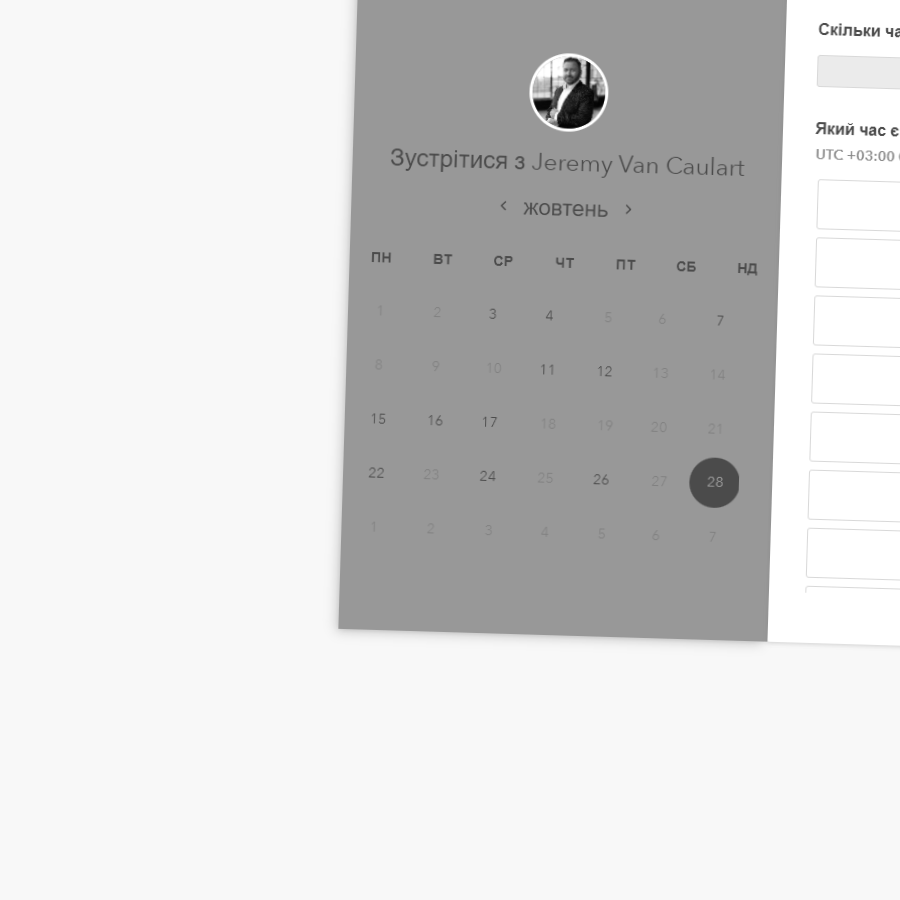 Зустрітися з Jeremy Van Caulart
‹ жовтень ›
ПН ВТ СР ЧТ ПТ СБ НД
1 2 3 4 5 6 7
8 9 10 11 12 13 14
15 16 17 18 19 20 21
22 23 24 25 26 27 28
1 2 3 4 5 6 7
Скільки
Який час є
UTC +03:00